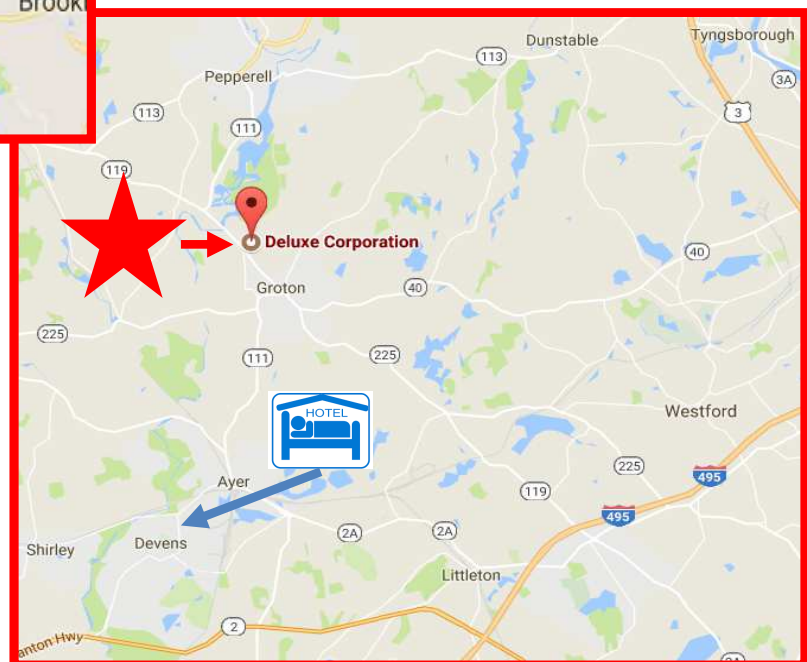 Dunstable
Tyngsborough
113
3A
Pepperell
3
113
111
119
Deluxe Corporation
40
Groton
40
225
111
225
HOTEL
Westford
225
495
Ayer
119
495
2A
2A
Shirley
Devens
Littleton
2
anton Hwy